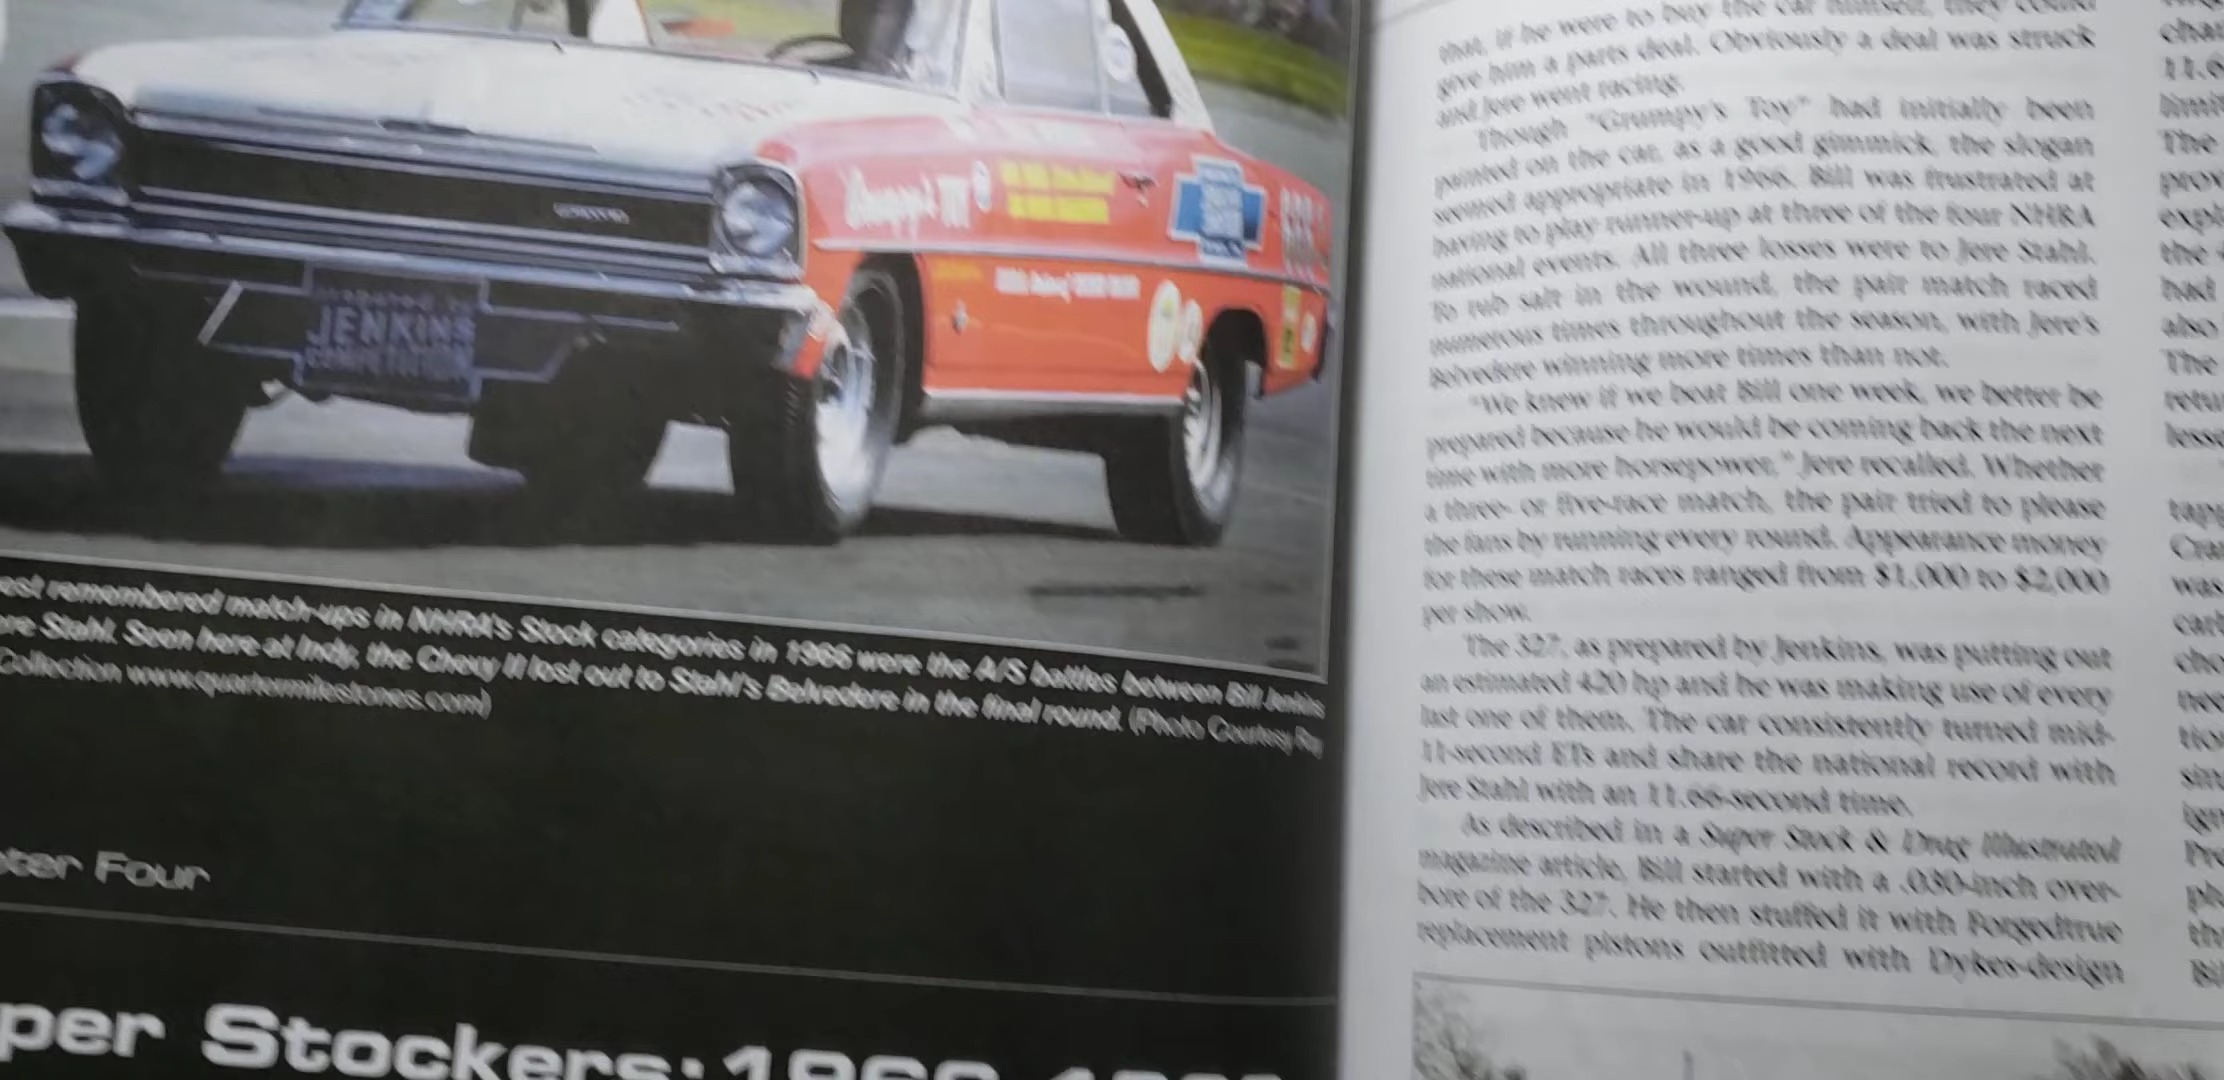 Grumpy's TOY
JENKINS
COMPETITION
est remembered match-ups in NHRA's Stock categories in 1966 were the A/S battles between Bill Jenkins
ere Stahl. Seen here at Indy, the Chevy II lost out to Stahl's Belvedere in the final round. (Photo Courtesy
Collection www.quartermilestones.com)
ter Four
per Stockers:
that, if he were to buy the car himself, they could
give him a parts deal. Obviously a deal was struck
and Jere went racing.
Though "Grumpy's Toy" had initially been
painted on the car, as a good gimmick, the slogan
seemed appropriate in 1966. Bill was frustrated at
having to play runner-up at three of the four NHRA
national events. All three losses were to Jere Stahl.
To rub salt in the wound, the pair match raced
numerous times throughout the season, with Jere's
Belvedere winning more times than not.
"We knew if we beat Bill one week, we better be
prepared because he would be coming back the next
time with more horsepower," Jere recalled. Whether
a three- or five-race match, the pair tried to please
the fans by running every round. Appearance money
for these match races ranged from $1,000 to $2,000
per show.
The 327, as prepared by Jenkins, was putting out
an estimated 420 hp and he was making use of every
last one of them. The car consistently turned mid-
11-second ETs and share the national record with
Jere Stahl with an 11.66-second time.
As described in a Super Stock & Drag Illustrated
magazine article, Bill started with a .030-inch over-
bore of the 327. He then stuffed it with Forgedtrue
replacement pistons outfitted with Dykes-design